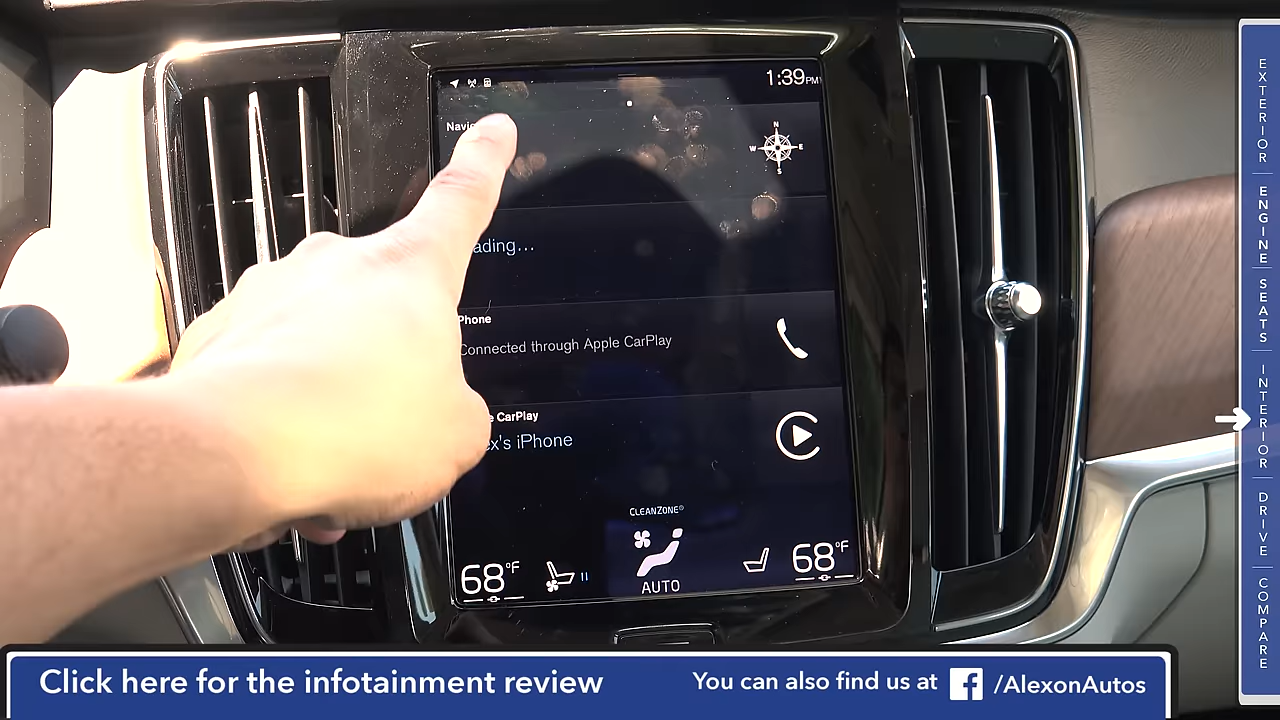 1:39PM
N
W E
S
ading...
Phone
Connected through Apple CarPlay
CarPlay
x's iPhone
CLEANZONE®
68°F
AUTO
68°F
EXTERIOR
ENGINE
SEATS
INTERIOR
DRIVE
COMPARE
Click here for the infotainment review
You can also find us at
/AlexonAutos